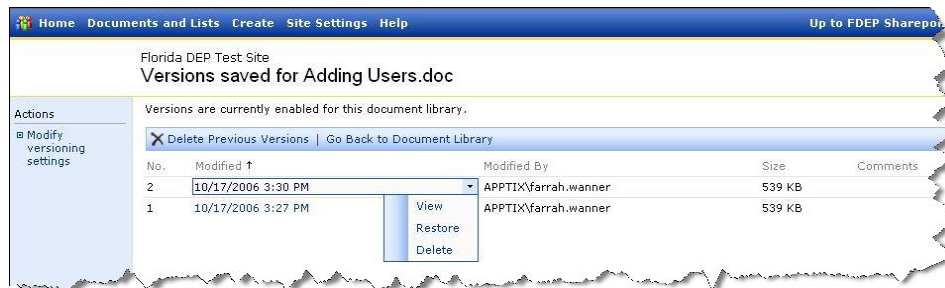 Home Documents and Lists Create Site Settings Help Up to FDEP Sharepor
Florida DEP Test Site
Versions saved for Adding Users.doc
Actions
Modify
versioning
settings
Versions are currently enabled for this document library.
Delete Previous Versions | Go Back to Document Library
No. Modified ↑ Modified By Size Comments
2 10/17/2006 3:30 PM APPTIX\farrah.wanner 539 KB
1 10/17/2006 3:27 PM APPTIX\farrah.wanner 539 KB
View
Restore
Delete